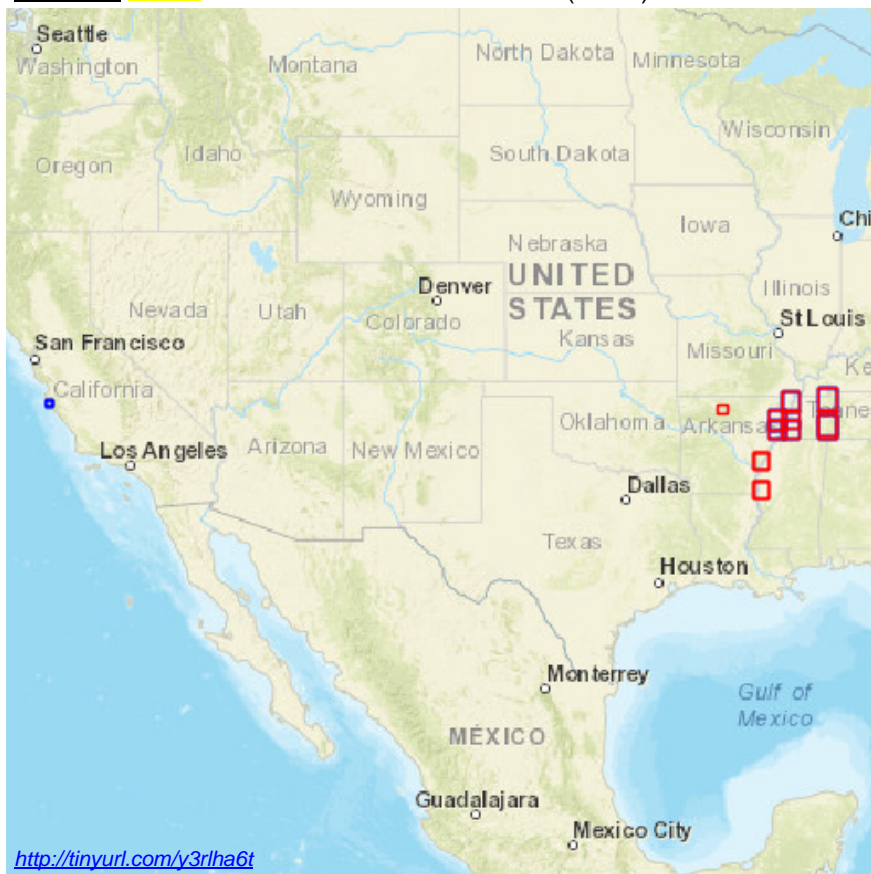 Seattle
Washington
Montana
North Dakota
Minnesota
Oregon
Idaho
Wisconsin
South Dakota
Wyoming
Iowa
Chi
Nebraska
UNITED
STATES
Denver
Illinois
Nevada
Utah
Colorado
Kansas
St Louis
San Francisco
Missouri
Ke
California
Oklahoma
Arkansas
Tenne
Los Angeles
Arizona
New Mexico
Dallas
Texas
Houston
Monterrey
Gulf of
Mexico
MÉXICO
Guadalajara
Mexico City
http://tinyurl.com/y3rlha6t